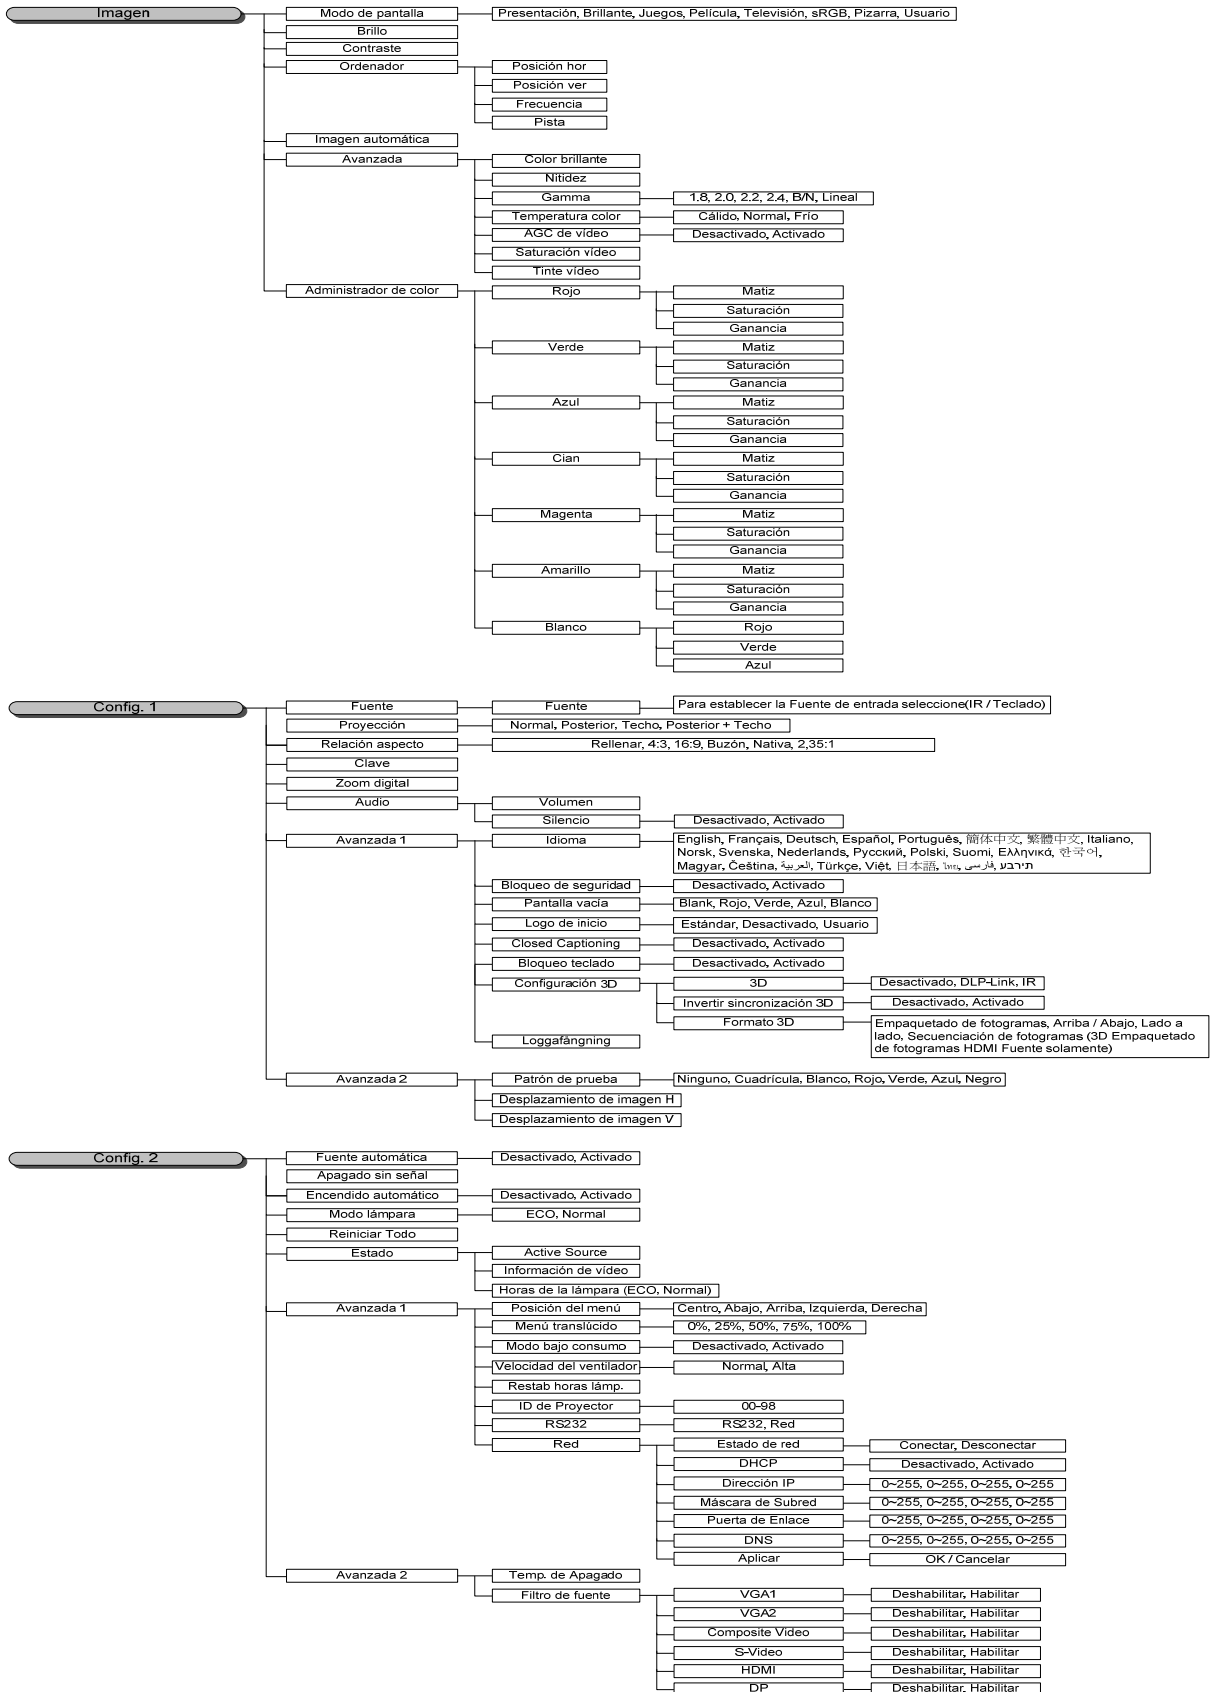 Imagen
Modo de pantalla
Presentación, Brillante, Juegos, Película, Televisión, sRGB, Pizarra, Usuario
Brillo
Contraste
Ordenador
Posición hor
Posición ver
Frecuencia
Pista
Imagen automática
Avanzada
Color brillante
Nitidez
Gamma
1.8, 2.0, 2.2, 2.4, B/N, Lineal
Temperatura color
Cálido, Normal, Frío
AGC de vídeo
Desactivado, Activado
Saturación vídeo
Tinte vídeo
Administrador de color
Rojo
Matiz
Saturación
Ganancia
Verde
Matiz
Saturación
Ganancia
Azul
Matiz
Saturación
Ganancia
Cian
Matiz
Saturación
Ganancia
Magenta
Matiz
Saturación
Ganancia
Amarillo
Matiz
Saturación
Ganancia
Blanco
Rojo
Verde
Azul
Config. 1
Fuente
Fuente
Para establecer la Fuente de entrada seleccione(IR / Teclado)
Proyección
Normal, Posterior, Techo, Posterior + Techo
Relación aspecto
Rellenar, 4:3, 16:9, Buzón, Nativa, 2,35:1
Clave
Zoom digital
Audio
Volumen
Silencio
Desactivado, Activado
Avanzada 1
Idioma
English, Français, Deutsch, Español, Português, 簡体中文, 繁體中文, Italiano,
Norsk, Svenska, Nederlands, Русский, Polski, Suomi, Ελληνικά, 한국어,
Magyar, Čeština, العربية, Türkçe, Việt, 日本語, ไทย, فارسی, תירבע
Bloqueo de seguridad
Desactivado, Activado
Pantalla vacía
Blank, Rojo, Verde, Azul, Blanco
Logo de inicio
Estándar, Desactivado, Usuario
Closed Captioning
Desactivado, Activado
Bloqueo teclado
Desactivado, Activado
Configuración 3D
3D
Desactivado, DLP-Link, IR
Invertir sincronización 3D
Desactivado, Activado
Formato 3D
Empaquetado de fotogramas, Arriba / Abajo, Lado a
lado, Secuenciación de fotogramas (3D Empaquetado
de fotogramas HDMI Fuente solamente)
Loggafångning
Avanzada 2
Patrón de prueba
Ninguno, Cuadrícula, Blanco, Rojo, Verde, Azul, Negro
Desplazamiento de imagen H
Desplazamiento de imagen V
Config. 2
Fuente automática
Desactivado, Activado
Apagado sin señal
Encendido automático
Desactivado, Activado
Modo lámpara
ECO, Normal
Reiniciar Todo
Estado
Active Source
Información de vídeo
Horas de la lámpara (ECO, Normal)
Avanzada 1
Posición del menú
Centro, Abajo, Arriba, Izquierda, Derecha
Menú translúcido
0%, 25%, 50%, 75%, 100%
Modo bajo consumo
Desactivado, Activado
Velocidad del ventilador
Normal, Alta
Restab horas lámp.
ID de Proyector
00-98
RS232
RS232, Red
Red
Estado de red
Conectar, Desconectar
DHCP
Desactivado, Activado
Dirección IP
0~255, 0~255, 0~255, 0~255
Máscara de Subred
0~255, 0~255, 0~255, 0~255
Puerta de Enlace
0~255, 0~255, 0~255, 0~255
DNS
0~255, 0~255, 0~255, 0~255
Aplicar
OK / Cancelar
Avanzada 2
Temp. de Apagado
Filtro de fuente
VGA1
Deshabilitar, Habilitar
VGA2
Deshabilitar, Habilitar
Composite Video
Deshabilitar, Habilitar
S-Video
Deshabilitar, Habilitar
HDMI
Deshabilitar, Habilitar
DP
Deshabilitar, Habilitar